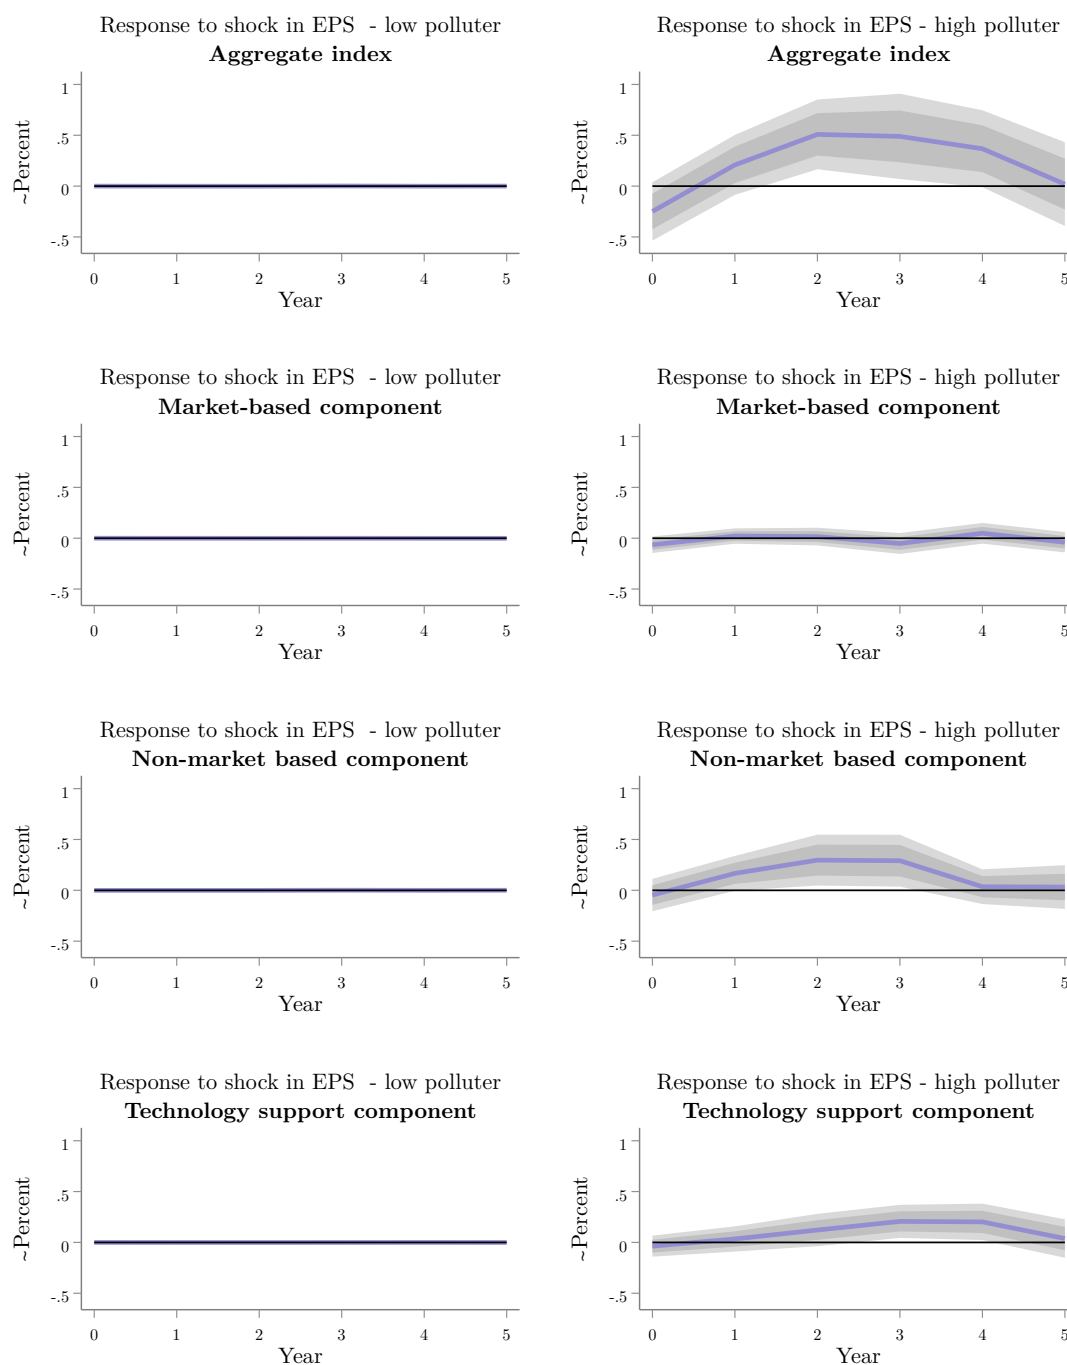 Response to shock in EPS  - low polluter
Aggregate index
~Percent
1
.5
0
-.5
0 1 2 3 4 5
Year
Response to shock in EPS - high polluter
Aggregate index
~Percent
1
.5
0
-.5
0 1 2 3 4 5
Year
Response to shock in EPS  - low polluter
Market-based component
~Percent
1
.5
0
-.5
0 1 2 3 4 5
Year
Response to shock in EPS - high polluter
Market-based component
~Percent
1
.5
0
-.5
0 1 2 3 4 5
Year
Response to shock in EPS  - low polluter
Non-market based component
~Percent
1
.5
0
-.5
0 1 2 3 4 5
Year
Response to shock in EPS - high polluter
Non-market based component
~Percent
1
.5
0
-.5
0 1 2 3 4 5
Year
Response to shock in EPS  - low polluter
Technology support component
~Percent
1
.5
0
-.5
0 1 2 3 4 5
Year
Response to shock in EPS - high polluter
Technology support component
~Percent
1
.5
0
-.5
0 1 2 3 4 5
Year